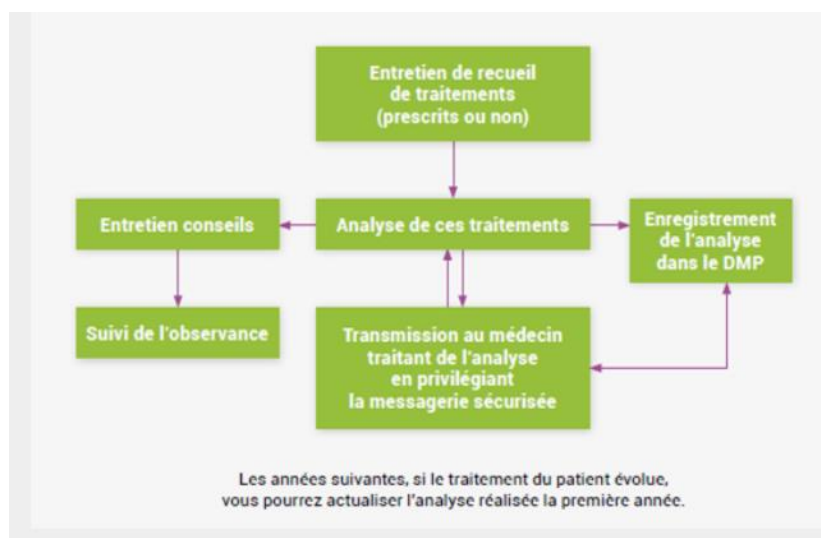 Entretien de recueil
de traitements
(prescrits ou non)
Entretien conseils
Analyse de ces traitements
Enregistrement
de l'analyse
dans le DMP
Suivi de l'observance
Transmission au médecin
traitant de l'analyse
en privilégiant
la messagerie sécurisée
Les années suivantes, si le traitement du patient évolue,
vous pourrez actualiser l'analyse réalisée la première année.